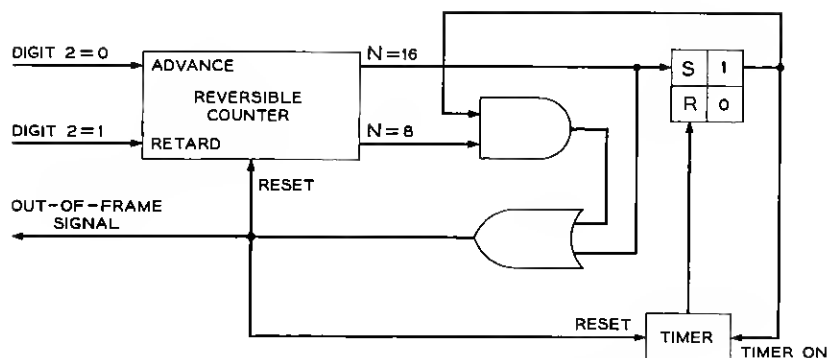 DIGIT 2=0
ADVANCE
REVERSIBLE
COUNTER
N=16
S 1
R 0
DIGIT 2=1
RETARD
N=8
RESET
OUT-OF-FRAME
SIGNAL
RESET
TIMER
TIMER ON